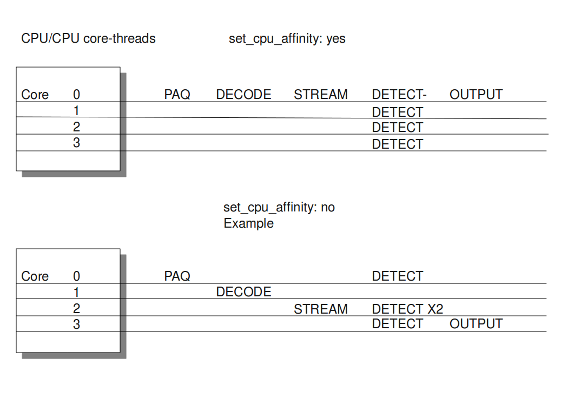 CPU/CPU core-threads set_cpu_affinity: yes
Core 0 PAQ DECODE STREAM DETECT- OUTPUT
1 DETECT
2 DETECT
3 DETECT
set_cpu_affinity: no
Example
Core 0 PAQ DETECT
1 DECODE
2 STREAM DETECT X2
3 DETECT OUTPUT